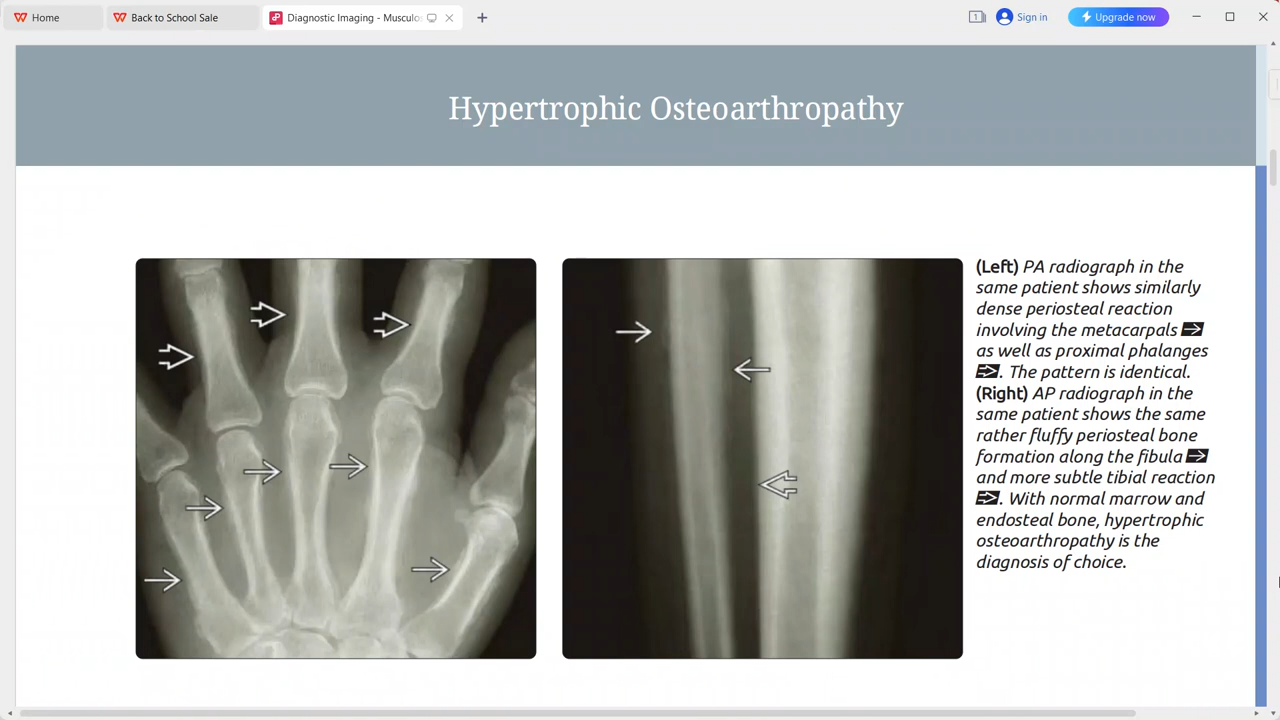 Home
Back to School Sale
Diagnostic Imaging - Musculo
1
Sign in
Upgrade now
Hypertrophic Osteoarthropathy
(Left) PA radiograph in the
same patient shows similarly
dense periosteal reaction
involving the metacarpals
as well as proximal phalanges
. The pattern is identical.
(Right) AP radiograph in the
same patient shows the same
rather fluffy periosteal bone
formation along the fibula
and more subtle tibial reaction
. With normal marrow and
endosteal bone, hypertrophic
osteoarthropathy is the
diagnosis of choice.